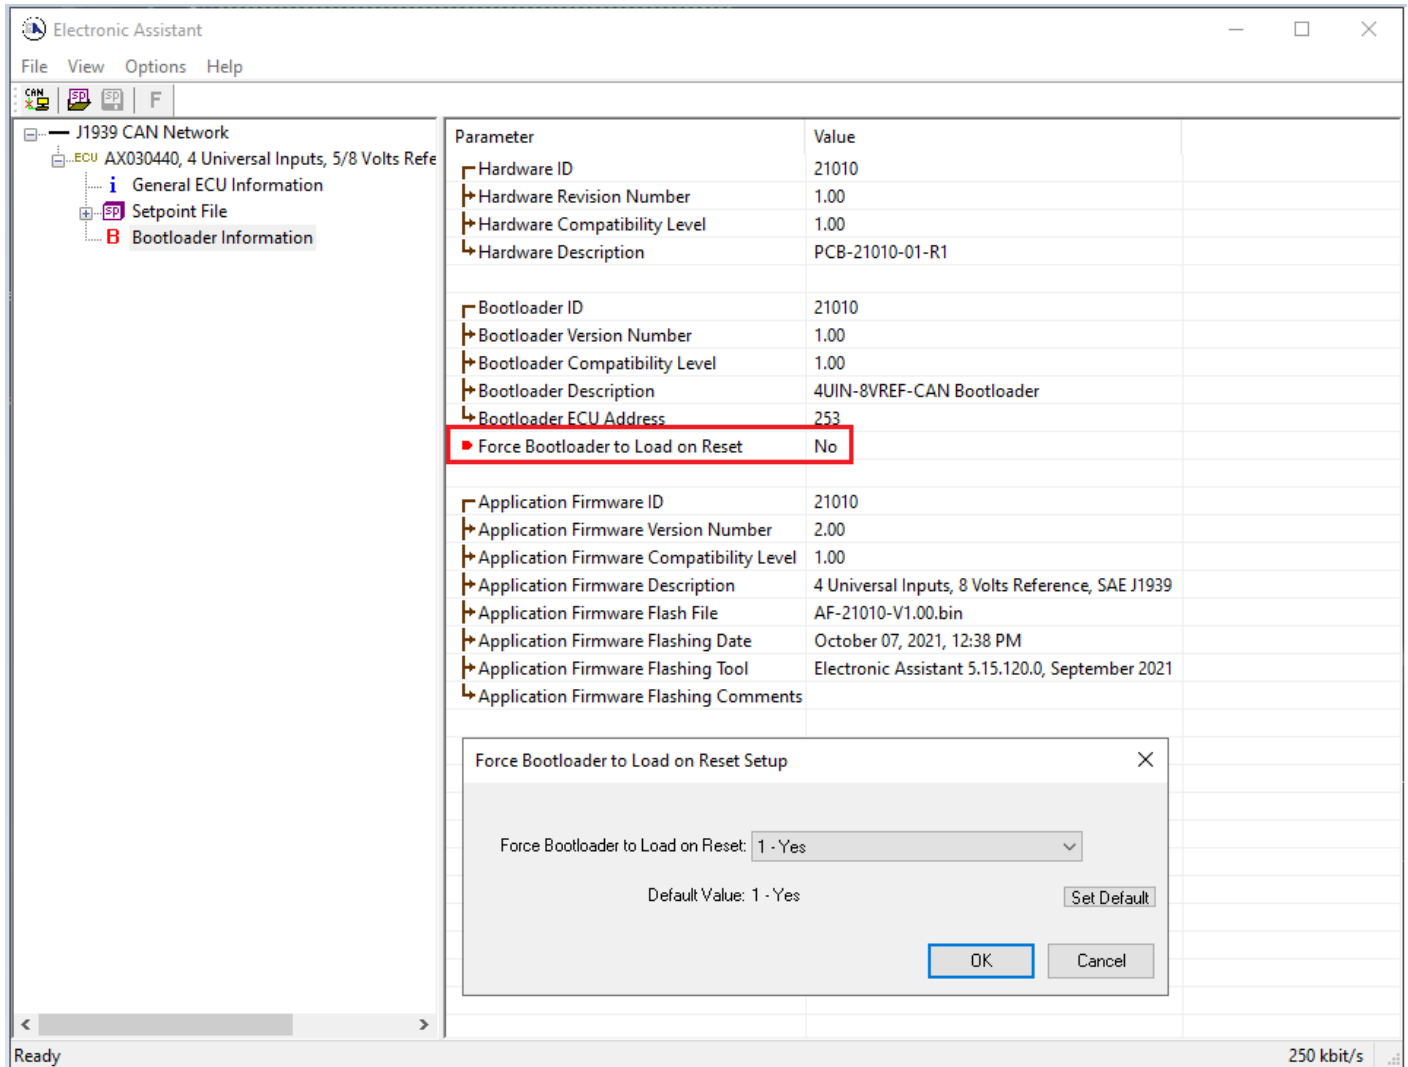 Electronic Assistant
File View Options Help
CAN SP SP F
J1939 CAN Network
ECU AX030440, 4 Universal Inputs, 5/8 Volts Refe
i General ECU Information
SP Setpoint File
B Bootloader Information
Parameter Value
Hardware ID 21010
Hardware Revision Number 1.00
Hardware Compatibility Level 1.00
Hardware Description PCB-21010-01-R1
Bootloader ID 21010
Bootloader Version Number 1.00
Bootloader Compatibility Level 1.00
Bootloader Description 4UIN-8VREF-CAN Bootloader
Bootloader ECU Address 253
Force Bootloader to Load on Reset No
Application Firmware ID 21010
Application Firmware Version Number 2.00
Application Firmware Compatibility Level 1.00
Application Firmware Description 4 Universal Inputs, 8 Volts Reference, SAE J1939
Application Firmware Flash File AF-21010-V1.00.bin
Application Firmware Flashing Date October 07, 2021, 12:38 PM
Application Firmware Flashing Tool Electronic Assistant 5.15.120.0, September 2021
Application Firmware Flashing Comments
Force Bootloader to Load on Reset Setup
Force Bootloader to Load on Reset: 1 - Yes
Default Value: 1 - Yes Set Default
OK Cancel
Ready 250 kbit/s